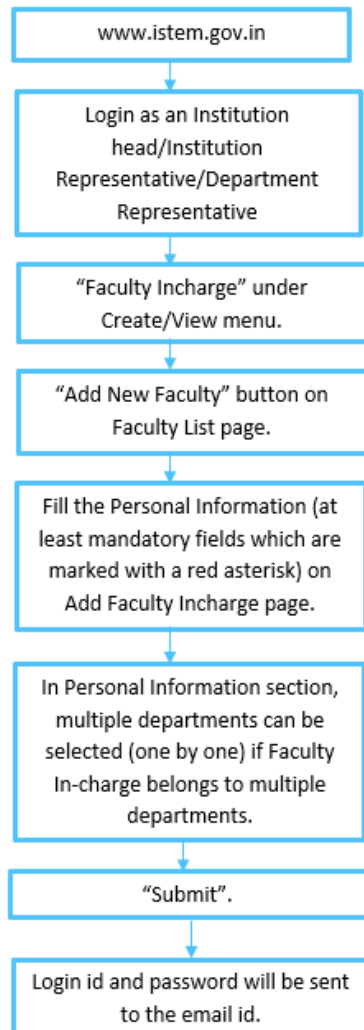 www.istem.gov.in
Login as an Institution
head/Institution
Representative/Department
Representative
“Faculty Incharge” under
Create/View menu.
“Add New Faculty” button on
Faculty List page.
Fill the Personal Information (at
least mandatory fields which are
marked with a red asterisk) on
Add Faculty Incharge page.
In Personal Information section,
multiple departments can be
selected (one by one) if Faculty
In-charge belongs to multiple
departments.
“Submit”.
Login id and password will be sent
to the email id.